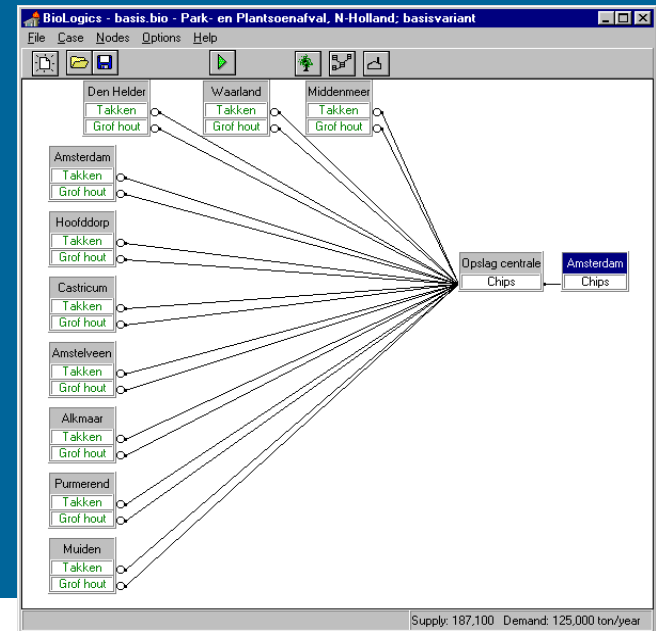 BioLogics - basis.bio - Park- en Plantsoenafval, N-Holland; basisvariant
File Case Nodes Options Help
Den Helder
Takken
Grof hout
Waarland
Takken
Grof hout
Middenmeer
Takken
Grof hout
Amsterdam
Takken
Grof hout
Hoofddorp
Takken
Grof hout
Castricum
Takken
Grof hout
Amstelveen
Takken
Grof hout
Alkmaar
Takken
Grof hout
Purmerend
Takken
Grof hout
Muiden
Takken
Grof hout
Opslag centrale
Chips
Amsterdam
Chips
Supply: 187,100 Demand: 125,000 ton/year